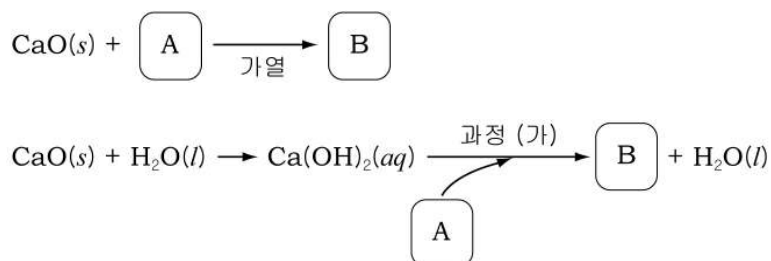 CaO(s) + A 가열 B
CaO(s) + H₂O(l) → Ca(OH)₂(aq) 과정 (가) B + H₂O(l)
A